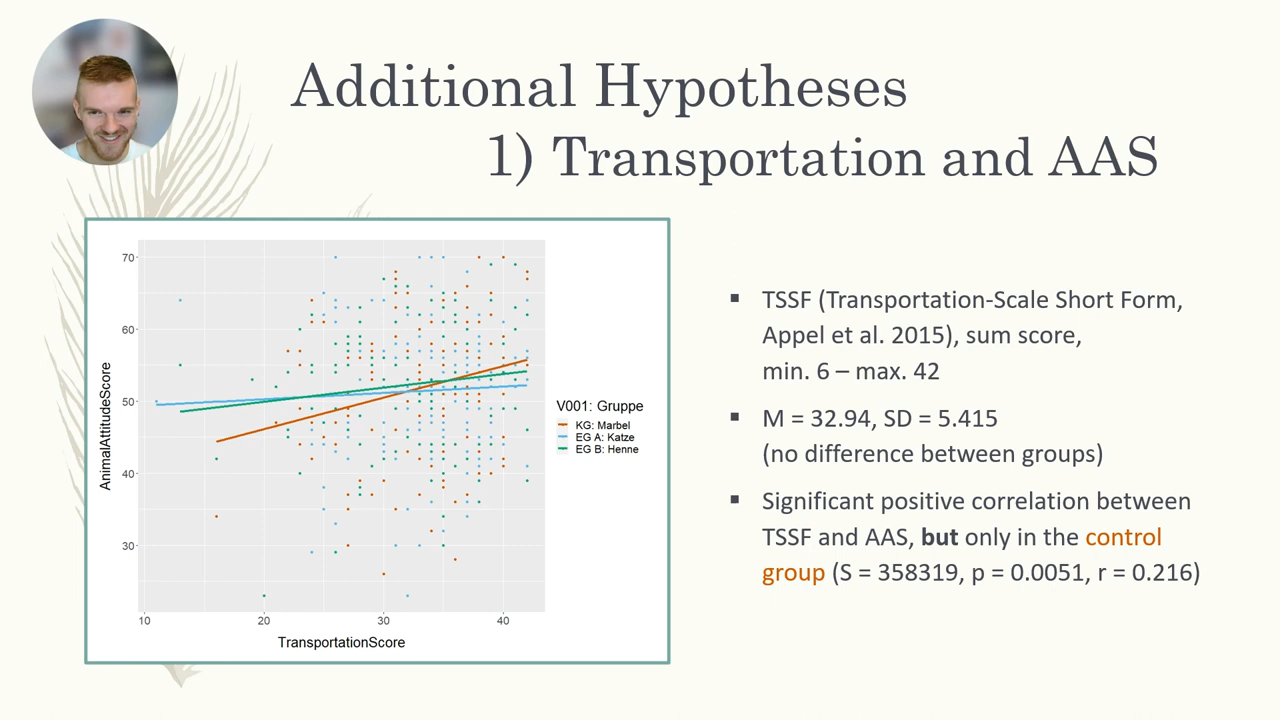 Additional Hypotheses
1) Transportation and AAS
70
60
50
40
30
10
20
30
40
AnimalAttitudeScore
TransportationScore
V001: Gruppe
KG: Marbel
EG A: Katze
EG B: Henne
TSSF (Transportation-Scale Short Form,
Appel et al. 2015), sum score,
min. 6 – max. 42
M = 32.94, SD = 5.415
(no difference between groups)
Significant positive correlation between
TSSF and AAS, but only in the control
group (S = 358319, p = 0.0051, r = 0.216)